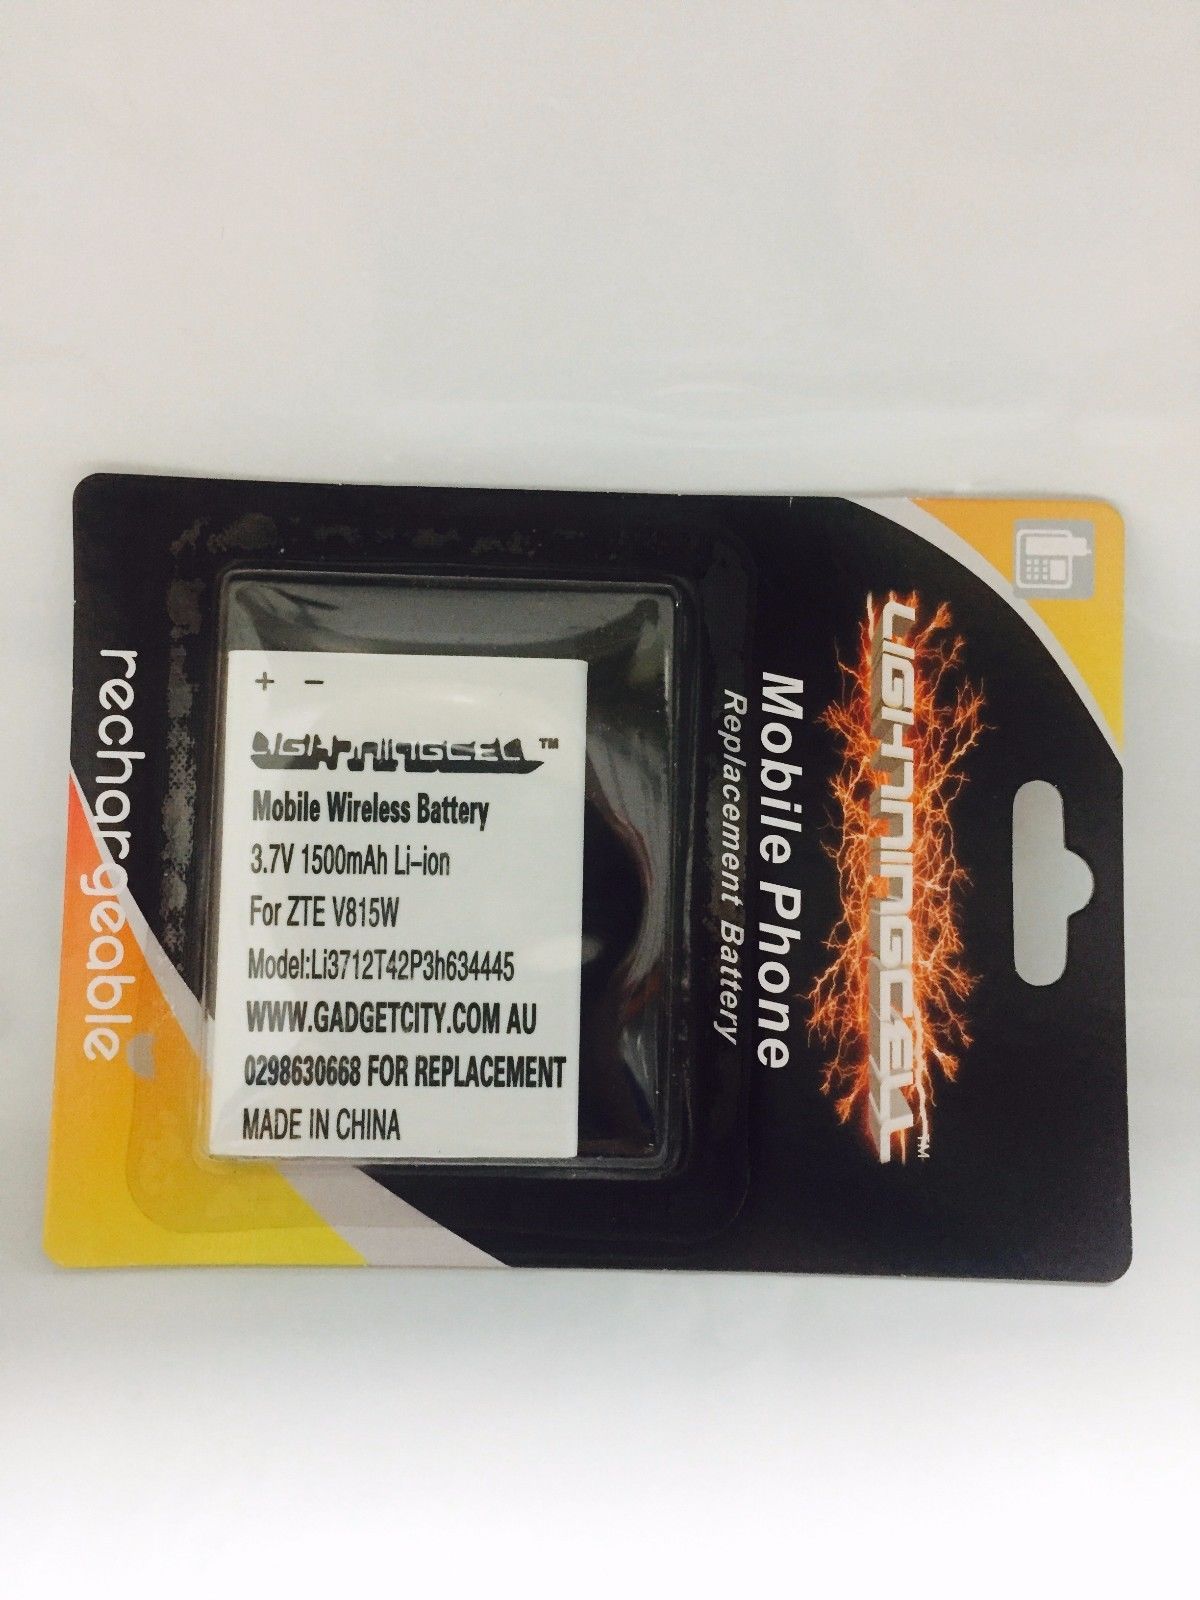 LIGHTNINGCELL™
Mobile Phone
Replacement Battery
rechargeable
+ −
LIGHTNINGCELL™
Mobile Wireless Battery
3.7V 1500mAh Li-ion
For ZTE V815W
Model:Li3712T42P3h634445
WWW.GADGETCITY.COM AU
0298630668 FOR REPLACEMENT
MADE IN CHINA